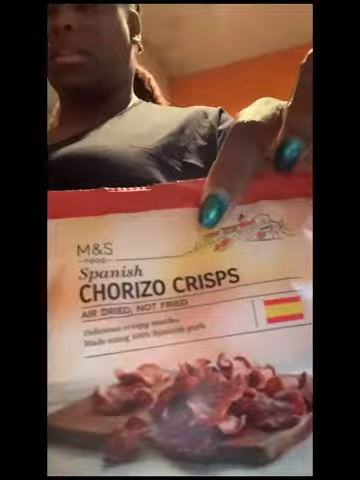 M&S
FOOD
Spanish
CHORIZO CRISPS
AIR DRIED, NOT FRIED
Delicious crispy snacks.
Made using 100% Spanish pork